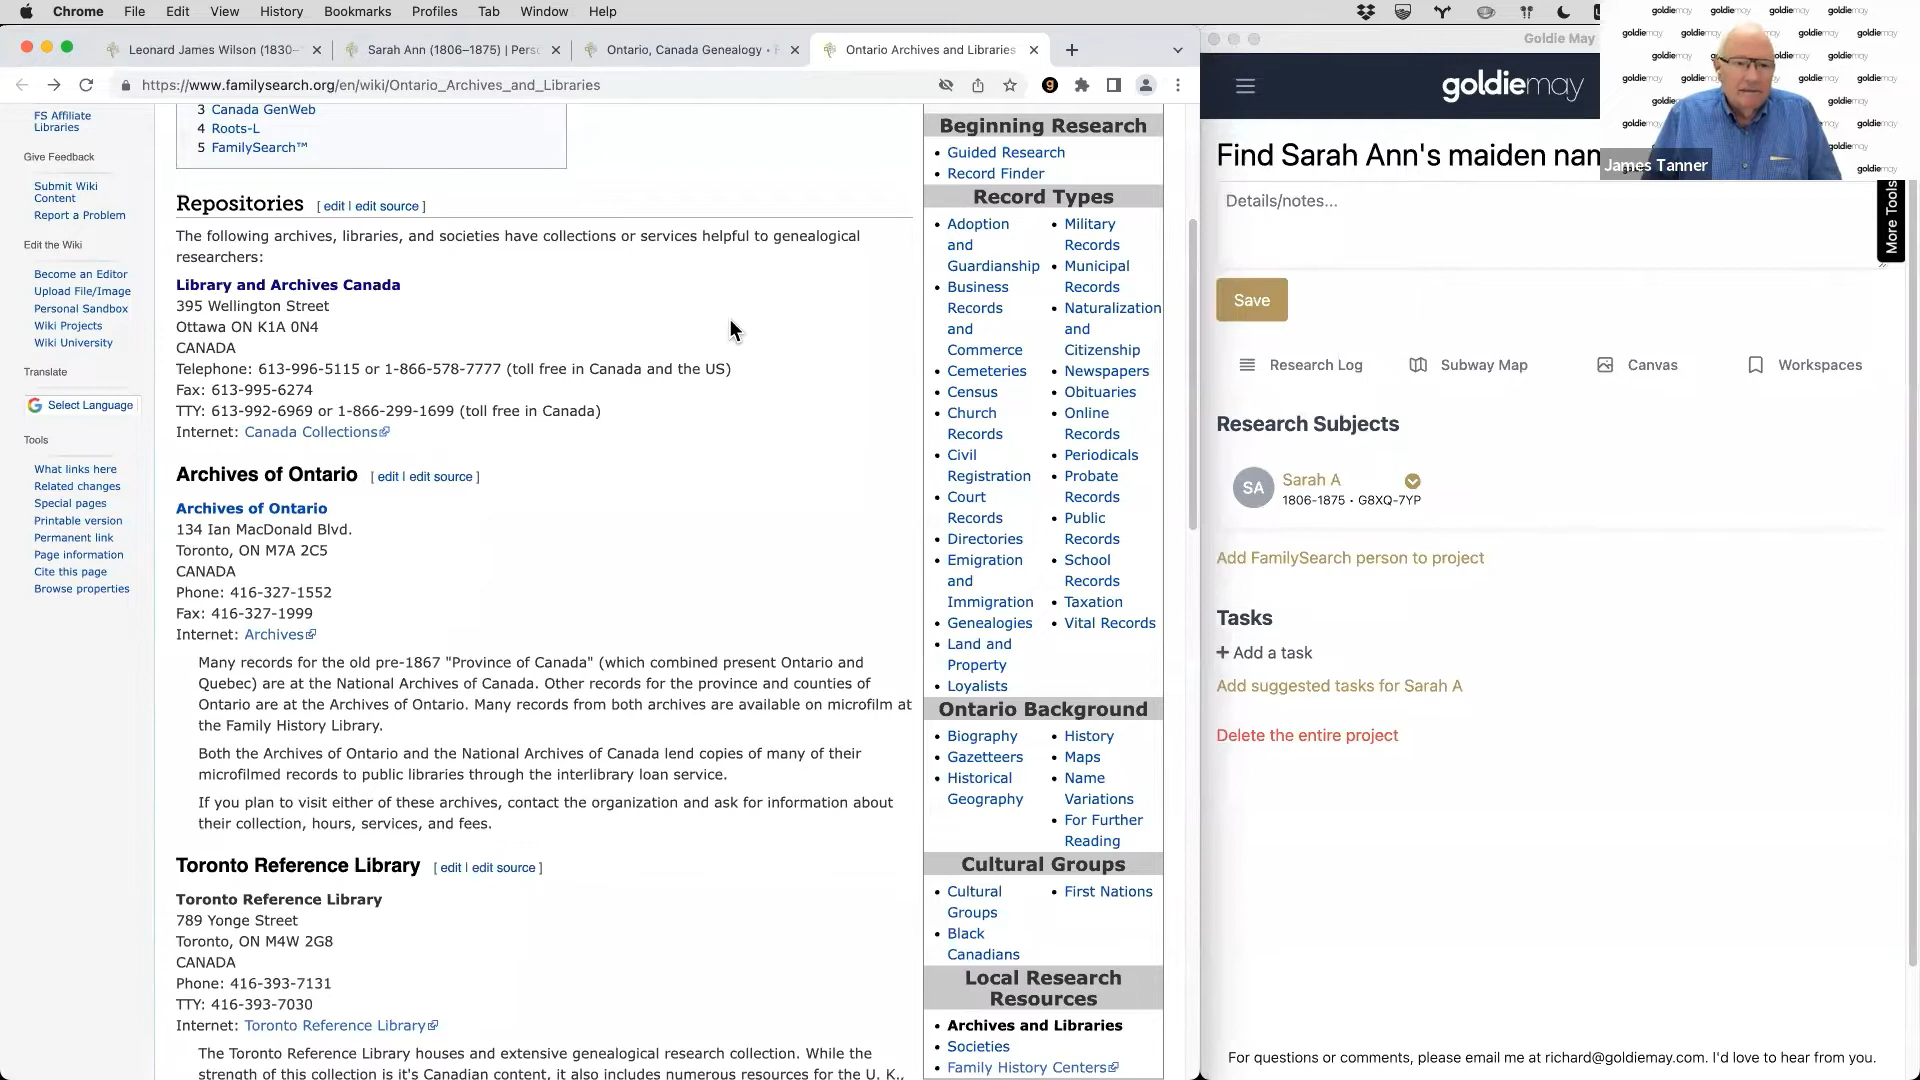 Chrome File Edit View History Bookmarks Profiles Tab Window Help
Leonard James Wilson (1830–
Sarah Ann (1806–1875) | Pers
Ontario, Canada Genealogy •
Ontario Archives and Libraries
https://www.familysearch.org/en/wiki/Ontario_Archives_and_Libraries
FS Affiliate
Libraries
Give Feedback
Submit Wiki
Content
Report a Problem
Edit the Wiki
Become an Editor
Upload File/Image
Personal Sandbox
Wiki Projects
Wiki University
Translate
Select Language
Tools
What links here
Related changes
Special pages
Printable version
Permanent link
Page information
Cite this page
Browse properties
3 Canada GenWeb
4 Roots-L
5 FamilySearch™
Repositories [ edit | edit source ]
The following archives, libraries, and societies have collections or services helpful to genealogical
researchers:
Library and Archives Canada
395 Wellington Street
Ottawa ON K1A 0N4
CANADA
Telephone: 613-996-5115 or 1-866-578-7777 (toll free in Canada and the US)
Fax: 613-995-6274
TTY: 613-992-6969 or 1-866-299-1699 (toll free in Canada)
Internet: Canada Collections
Archives of Ontario [ edit | edit source ]
Archives of Ontario
134 Ian MacDonald Blvd.
Toronto, ON M7A 2C5
CANADA
Phone: 416-327-1552
Fax: 416-327-1999
Internet: Archives
Many records for the old pre-1867 "Province of Canada" (which combined present Ontario and
Quebec) are at the National Archives of Canada. Other records for the province and counties of
Ontario are at the Archives of Ontario. Many records from both archives are available on microfilm at
the Family History Library.
Both the Archives of Ontario and the National Archives of Canada lend copies of many of their
microfilmed records to public libraries through the interlibrary loan service.
If you plan to visit either of these archives, contact the organization and ask for information about
their collection, hours, services, and fees.
Toronto Reference Library [ edit | edit source ]
Toronto Reference Library
789 Yonge Street
Toronto, ON M4W 2G8
CANADA
Phone: 416-393-7131
TTY: 416-393-7030
Internet: Toronto Reference Library
The Toronto Reference Library houses and extensive genealogical research collection. While the
strength of this collection is it's Canadian content, it also includes numerous resources for the U. K.,
Beginning Research
Guided Research
Record Finder
Record Types
Adoption
and
Guardianship
Business
Records
and
Commerce
Cemeteries
Census
Church
Records
Civil
Registration
Court
Records
Directories
Emigration
and
Immigration
Genealogies
Land and
Property
Loyalists
Military
Records
Municipal
Records
Naturalization
and
Citizenship
Newspapers
Obituaries
Online
Records
Periodicals
Probate
Records
Public
Records
School
Records
Taxation
Vital Records
Ontario Background
Biography
Gazetteers
Historical
Geography
History
Maps
Name
Variations
For Further
Reading
Cultural Groups
Cultural
Groups
Black
Canadians
First Nations
Local Research
Resources
Archives and Libraries
Societies
Family History Centers
Goldie May
goldiemay
Find Sarah Ann's maiden nam
Details/notes...
Save
More Tools
Research Log
Subway Map
Canvas
Workspaces
Research Subjects
SA
Sarah A
1806-1875 • G8XQ-7YP
Add FamilySearch person to project
Tasks
+ Add a task
Add suggested tasks for Sarah A
Delete the entire project
For questions or comments, please email me at richard@goldiemay.com. I'd love to hear from you.
goldiemay goldiemay goldiemay goldiemay
James Tanner